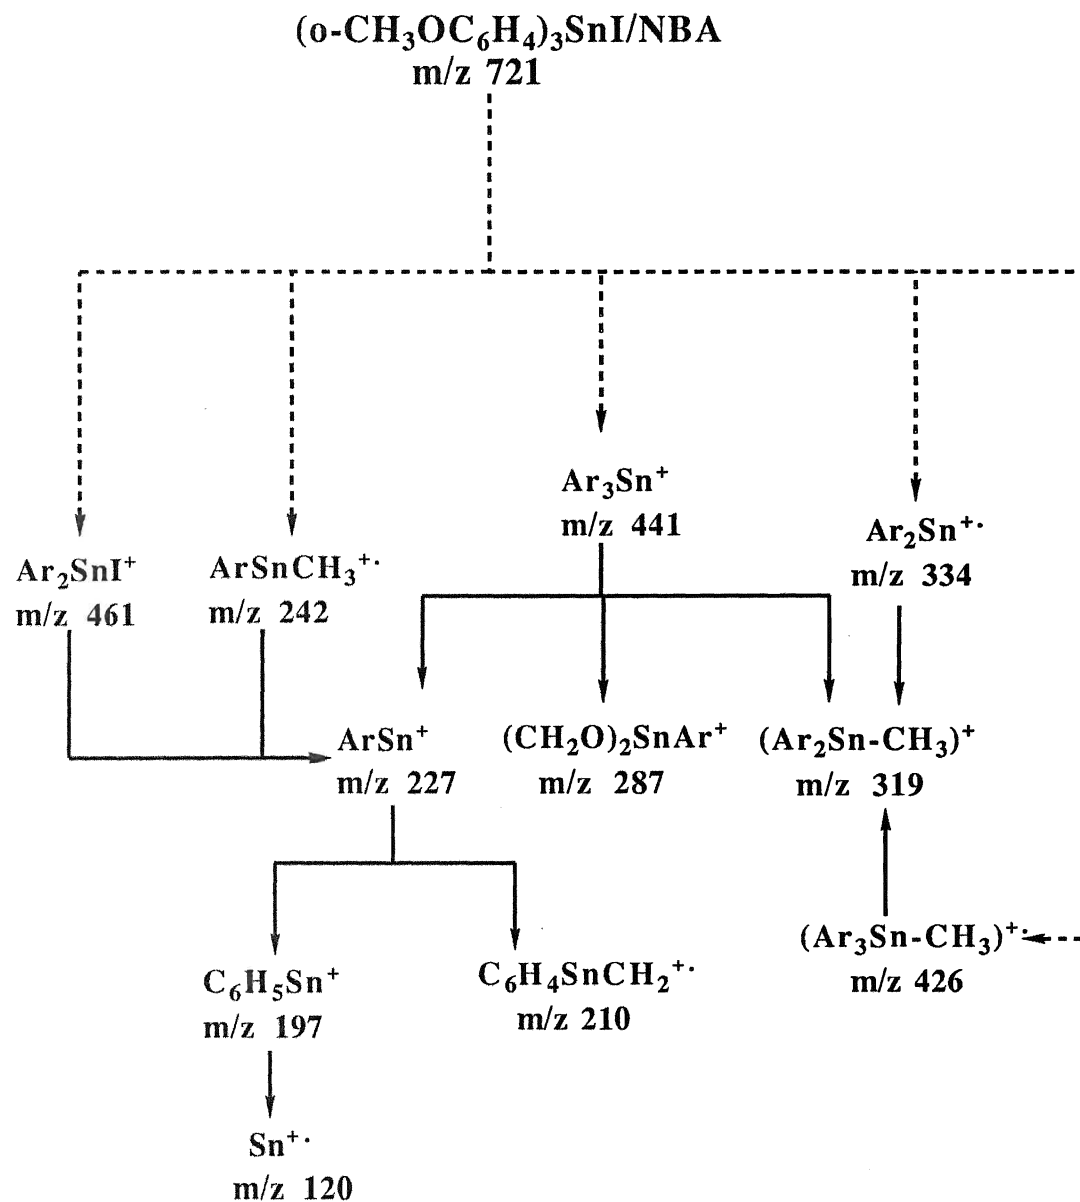 (o-CH₃OC₆H₄)₃SnI/NBA
m/z 721
Ar₃Sn⁺
m/z 441
Ar₂Sn⁺·
m/z 334
Ar₂SnI⁺
m/z 461
ArSnCH₃⁺·
m/z 242
ArSn⁺
m/z 227
(CH₂O)₂SnAr⁺
m/z 287
(Ar₂Sn-CH₃)⁺
m/z 319
(Ar₃Sn-CH₃)⁺·
m/z 426
C₆H₅Sn⁺
m/z 197
C₆H₄SnCH₂⁺·
m/z 210
Sn⁺·
m/z 120